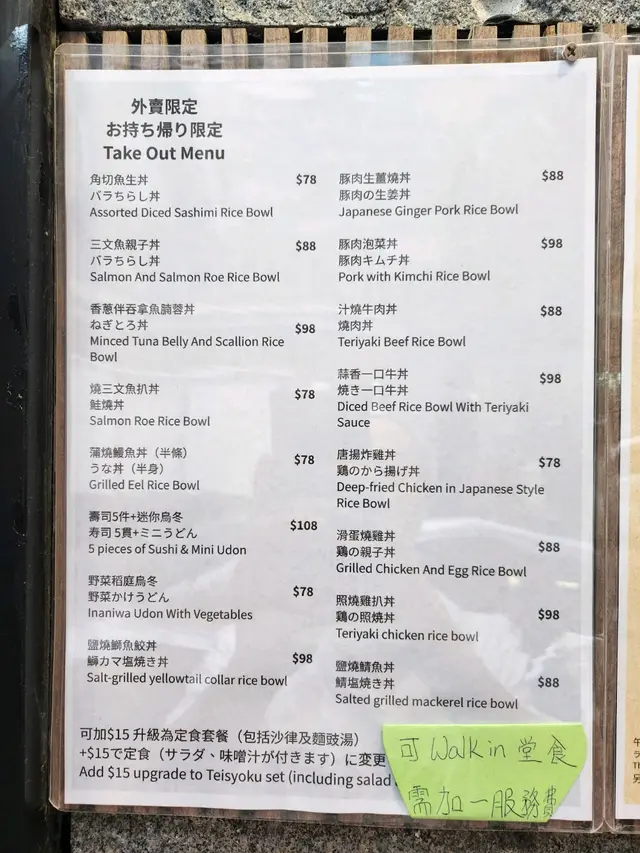 外賣限定
お持ち帰り限定
Take Out Menu
角切魚生丼 $78
バラちらし丼
Assorted Diced Sashimi Rice Bowl
三文魚親子丼 $88
バラちらし丼
Salmon And Salmon Roe Rice Bowl
香蔥伴吞拿魚腩蓉丼
ねぎとろ丼 $98
Minced Tuna Belly And Scallion Rice
Bowl
燒三文魚扒丼 $78
鮭燒丼
Salmon Roe Rice Bowl
蒲燒鰻魚丼（半條） $78
うな丼（半身）
Grilled Eel Rice Bowl
壽司5件+迷你烏冬 $108
寿司 5貫+ミニうどん
5 pieces of Sushi & Mini Udon
野菜稻庭烏冬 $78
野菜かけうどん
Inaniwa Udon With Vegetables
鹽燒鰤魚鮫丼 $98
鰤カマ塩焼き丼
Salt-grilled yellowtail collar rice bowl
豚肉生薑燒丼 $88
豚肉の生姜丼
Japanese Ginger Pork Rice Bowl
豚肉泡菜丼 $98
豚肉キムチ丼
Pork with Kimchi Rice Bowl
汁燒牛肉丼 $88
燒肉丼
Teriyaki Beef Rice Bowl
蒜香一口牛丼 $98
焼き一口牛丼
Diced Beef Rice Bowl With Teriyaki
Sauce
唐揚炸雞丼 $78
鶏のから揚げ丼
Deep-fried Chicken in Japanese Style
Rice Bowl
滑蛋燒雞丼 $88
鶏の親子丼
Grilled Chicken And Egg Rice Bowl
照燒雞扒丼 $98
鶏の照焼丼
Teriyaki chicken rice bowl
鹽燒鯖魚丼 $88
鯖塩焼き丼
Salted grilled mackerel rice bowl
可加$15 升級為定食套餐（包括沙律及麵豉湯）
+$15で定食（サラダ、味噌汁が付きます）に変更
Add $15 upgrade to Teisyoku set (including salad
可 Walk in 堂食
需加一服務費